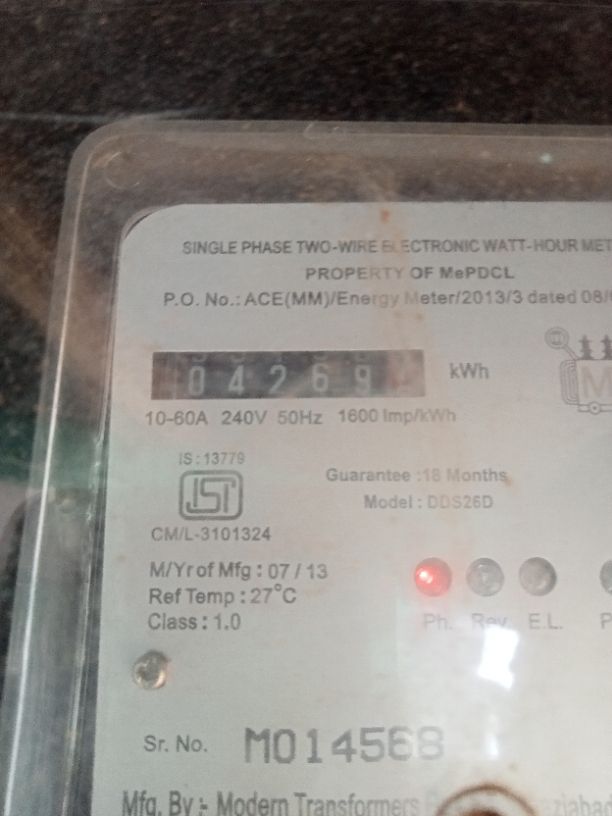 SINGLE PHASE TWO-WIRE ELECTRONIC WATT-HOUR MET
PROPERTY OF MePDCL
P.O. No.: ACE(MM)/Energy Meter/2013/3 dated 08/
04269 kWh
10-60A 240V 50Hz 1600 Imp/kWh
IS : 13779
ISI
CM/L-3101324
Guarantee :18 Months
Model : DDS26D
M/Yr of Mfg : 07 / 13
Ref Temp : 27°C
Class : 1.0
Ph. Rev. E.L. P
Sr. No. M014568
Mfg. By :- Modern Transformers